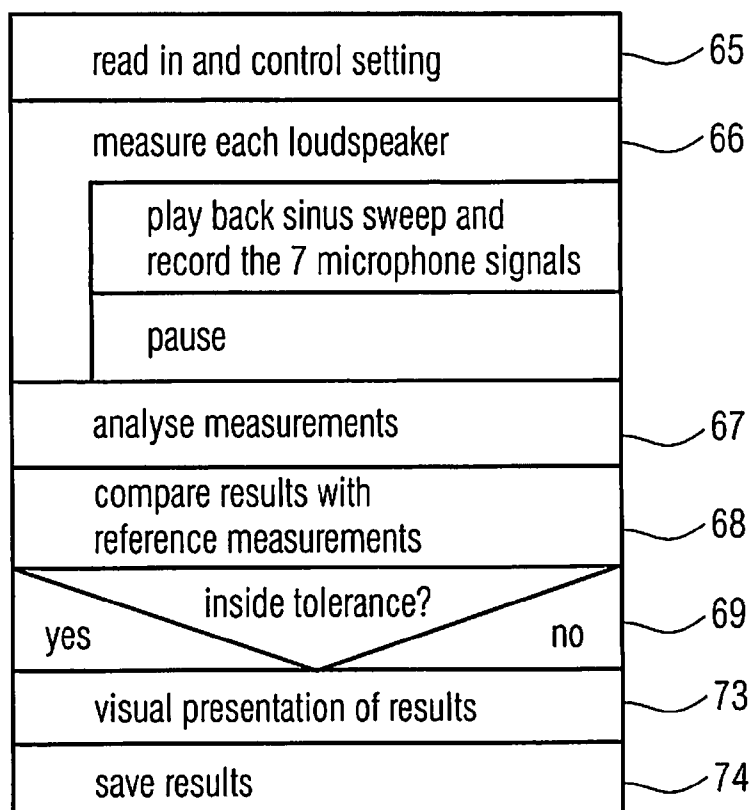 read in and control setting 65
measure each loudspeaker 66
play back sinus sweep and
record the 7 microphone signals
pause
analyse measurements 67
compare results with
reference measurements 68
inside tolerance? 69
yes no
visual presentation of results 73
save results 74